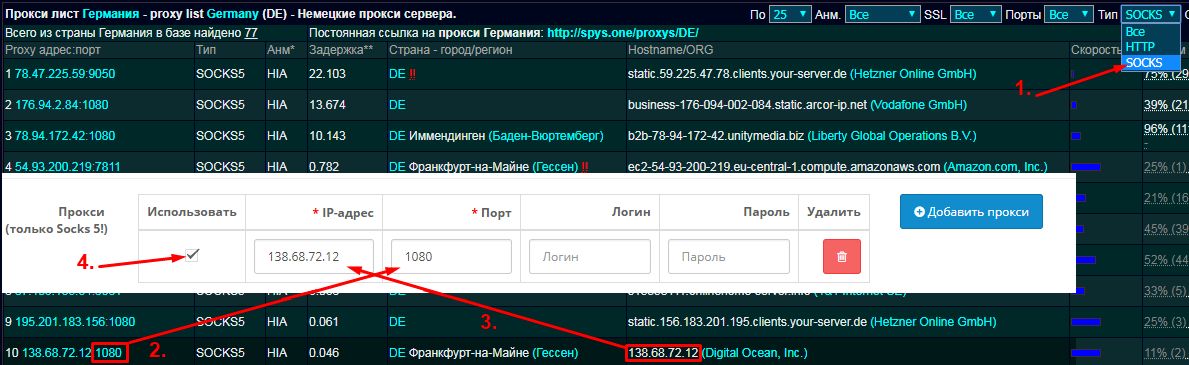 Прокси лист Германия - proxy list Germany (DE) - Немецкие прокси сервера. По 25 Анм. Все SSL Все Порты Все Тип SOCKS
Все
HTTP
SOCKS
1.
Всего из страны Германия в базе найдено 77 Постоянная ссылка на прокси Германия: http://spys.one/proxys/DE/
Proxy адрес:порт Тип Анм* Задержка** Страна - город/регион Hostname/ORG Скорость
1 78.47.225.59:9050 SOCKS5 HIA 22.103 DE !! static.59.225.47.78.clients.your-server.de (Hetzner Online GmbH) 75% (29
2 176.94.2.84:1080 SOCKS5 HIA 13.674 DE business-176-094-002-084.static.arcor-ip.net (Vodafone GmbH) 39% (21
3 78.94.172.42:1080 SOCKS5 HIA 10.143 DE Иммендинген (Баден-Вюртемберг) b2b-78-94-172-42.unitymedia.biz (Liberty Global Operations B.V.) 96% (111
-
4 54.93.200.219:7811 SOCKS5 HIA 0.782 DE Франкфурт-на-Майне (Гессен) !! ec2-54-93-200-219.eu-central-1.compute.amazonaws.com (Amazon.com, Inc.) 25% (1)
21% (16
45% (39
52% (44
Прокси
(только Socks 5!)
Использовать * IP-адрес * Порт Логин Пароль Удалить
Добавить прокси
4. 138.68.72.12 1080 Логин Пароль
33% (5)
9 195.201.183.156:1080 SOCKS5 HIA 0.061 DE static.156.183.201.195.clients.your-server.de (Hetzner Online GmbH) 25% (3)
2. 3.
10 138.68.72.12:1080 SOCKS5 HIA 0.046 DE Франкфурт-на-Майне (Гессен) 138.68.72.12 (Digital Ocean, Inc.) 11% (2)